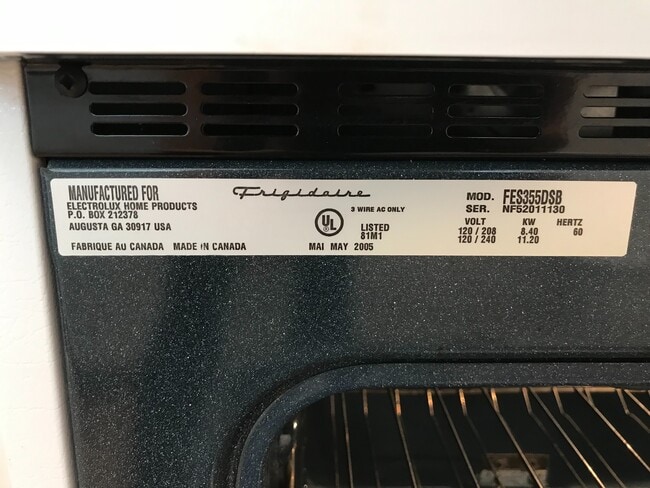 MANUFACTURED FOR
ELECTROLUX HOME PRODUCTS
P.O. BOX 212378
AUGUSTA GA 30917 USA
FABRIQUE AU CANADA MADE IN CANADA
Frigidaire
3 WIRE AC ONLY
UL
LISTED
81M1
MAI MAY 2005
MOD. FES355DSB
SER. NF52011130
VOLT KW HERTZ
120 / 208 8.40 60
120 / 240 11.20